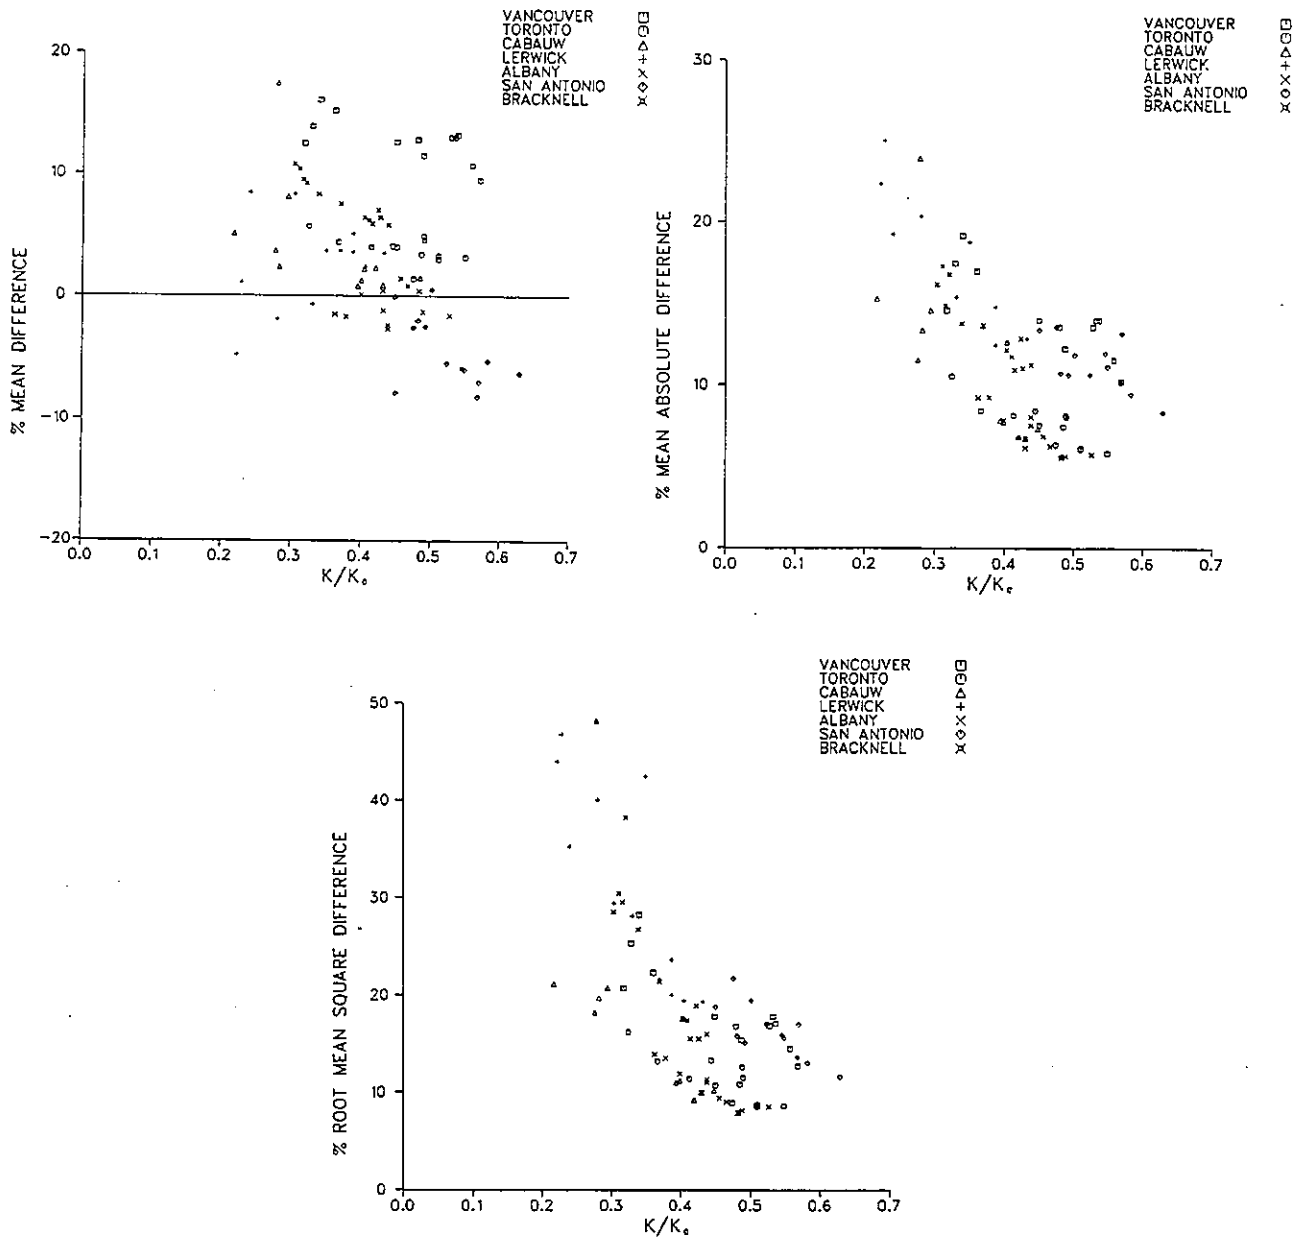 VANCOUVER
TORONTO
CABAUW
LERWICK
ALBANY
SAN ANTONIO
BRACKNELL
20
10
0
-10
-20
0.0 0.1 0.2 0.3 0.4 0.5 0.6 0.7
% MEAN DIFFERENCE
K/K₀
VANCOUVER
TORONTO
CABAUW
LERWICK
ALBANY
SAN ANTONIO
BRACKNELL
30
20
10
0
0.0 0.1 0.2 0.3 0.4 0.5 0.6 0.7
% MEAN ABSOLUTE DIFFERENCE
K/K₀
VANCOUVER
TORONTO
CABAUW
LERWICK
ALBANY
SAN ANTONIO
BRACKNELL
50
40
30
20
10
0
0.0 0.1 0.2 0.3 0.4 0.5 0.6 0.7
% ROOT MEAN SQUARE DIFFERENCE
K/K₀